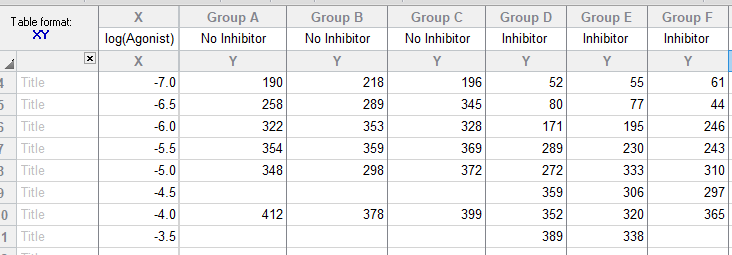 Table format: X Group A Group B Group C Group D Group E Group F
XY log(Agonist) No Inhibitor No Inhibitor No Inhibitor Inhibitor Inhibitor Inhibitor
X Y Y Y Y Y Y
4 Title -7.0 190 218 196 52 55 61
5 Title -6.5 258 289 345 80 77 44
6 Title -6.0 322 353 328 171 195 246
7 Title -5.5 354 359 369 289 230 243
8 Title -5.0 348 298 372 272 333 310
9 Title -4.5 359 306 297
0 Title -4.0 412 378 399 352 320 365
1 Title -3.5 389 338